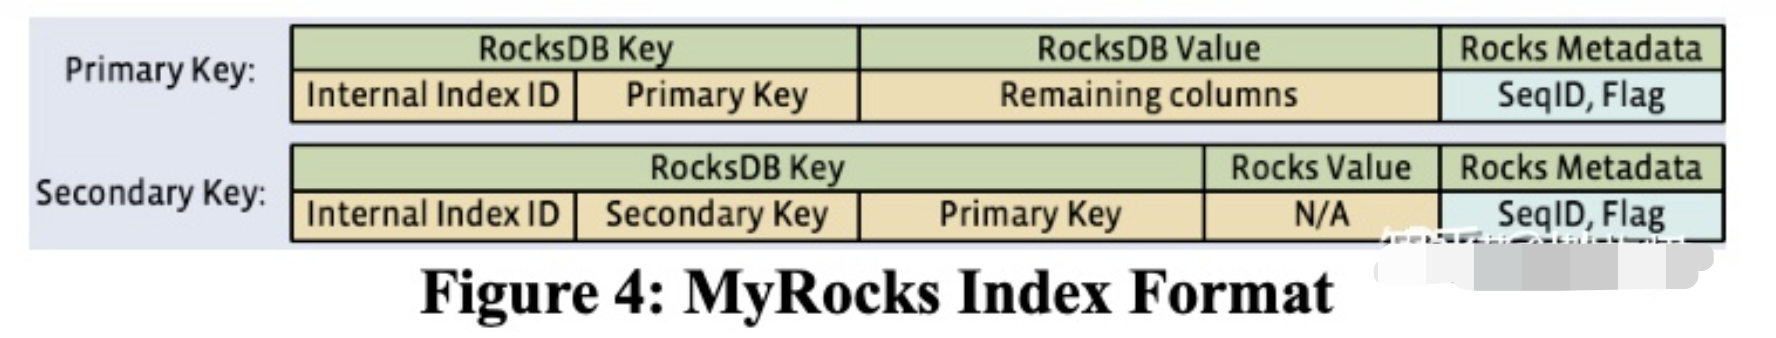 RocksDB Key RocksDB Value Rocks Metadata
Primary Key:
Internal Index ID Primary Key Remaining columns SeqID, Flag
RocksDB Key Rocks Value Rocks Metadata
Secondary Key:
Internal Index ID Secondary Key Primary Key N/A SeqID, Flag
Figure 4: MyRocks Index Format